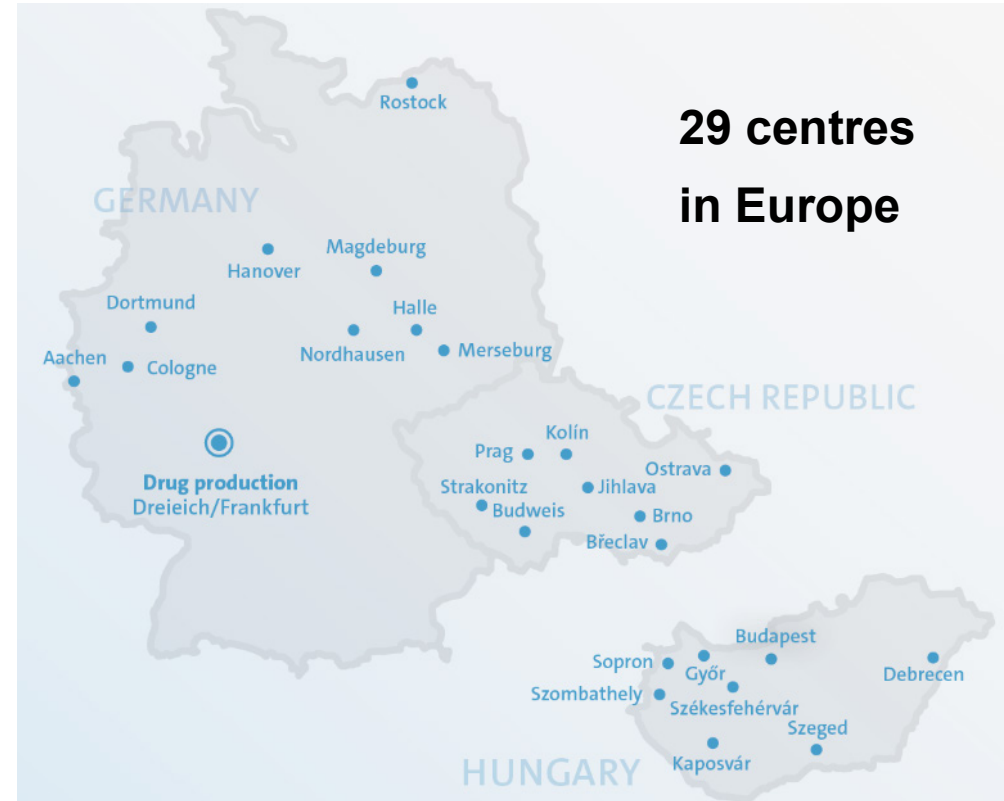 Rostock
29 centres
in Europe
GERMANY
Hanover
Magdeburg
Dortmund
Halle
Nordhausen
Merseburg
Aachen
Cologne
CZECH REPUBLIC
Drug production
Dreieich/Frankfurt
Kolín
Prag
Ostrava
Strakonitz
Jihlava
Budweis
Brno
Břeclav
Budapest
Sopron
Győr
Debrecen
Szombathely
Székesfehérvár
Szeged
Kaposvár
HUNGARY